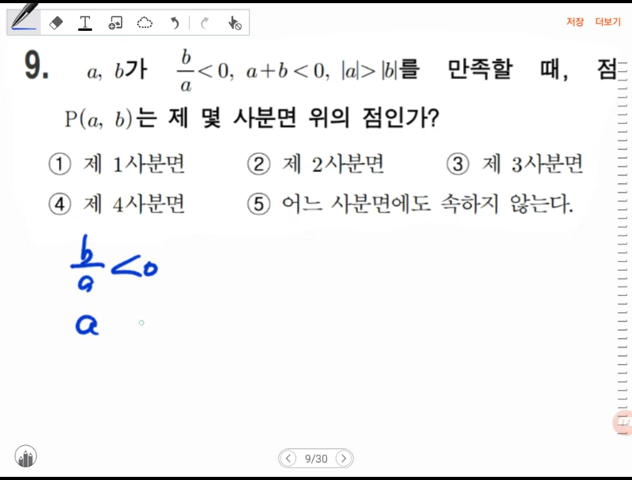 저장 더보기
9. a, b가 b/a<0, a+b<0, |a|>|b|를 만족할 때, 점
P(a, b)는 제 몇 사분면 위의 점인가?
① 제 1사분면 ② 제 2사분면 ③ 제 3사분면
④ 제 4사분면 ⑤ 어느 사분면에도 속하지 않는다.
b/a <0
a
9/30